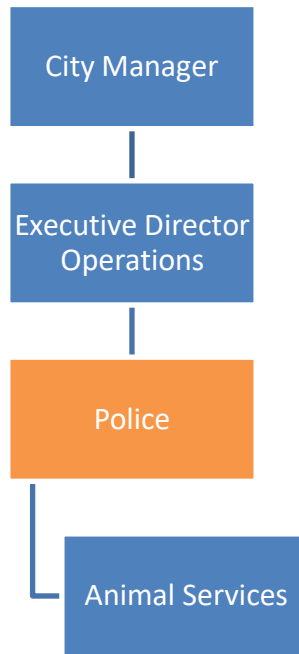 City Manager
Executive Director
Operations
Police
Animal Services